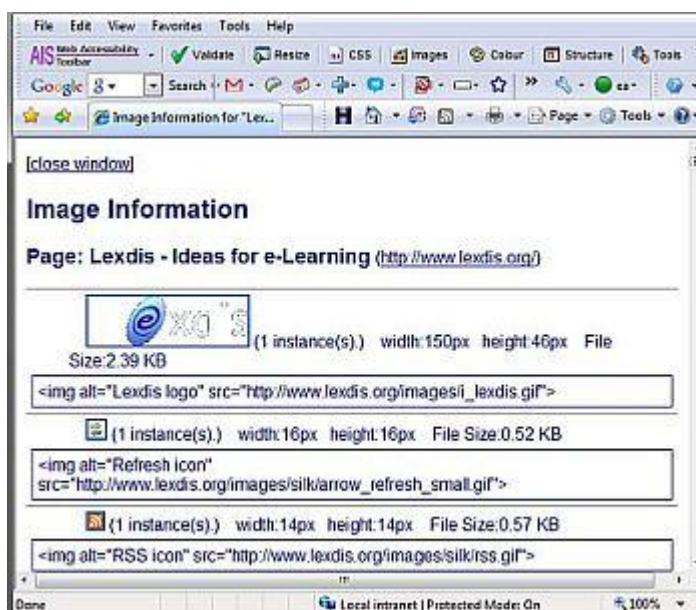 File Edit View Favorites Tools Help
AIS Web Accessibility Toolbar Validate Resize CSS Images Colour Structure Tools
Google Search
Image Information for "Lex... Page Tools
[close window]
Image Information
Page: Lexdis - Ideas for e-Learning (http://www.lexdis.org/)
(1 instance(s).) width:150px height:46px File
Size:2.39 KB
<img alt="Lexdis logo" src="http://www.lexdis.org/images/i_lexdis.gif">
(1 instance(s).) width:16px height:16px File Size:0.52 KB
<img alt="Refresh icon"
src="http://www.lexdis.org/images/silk/arrow_refresh_small.gif">
(1 instance(s).) width:14px height:14px File Size:0.57 KB
<img alt="RSS icon" src="http://www.lexdis.org/images/silk/rss.gif">
Done Local intranet | Protected Mode: On 100%